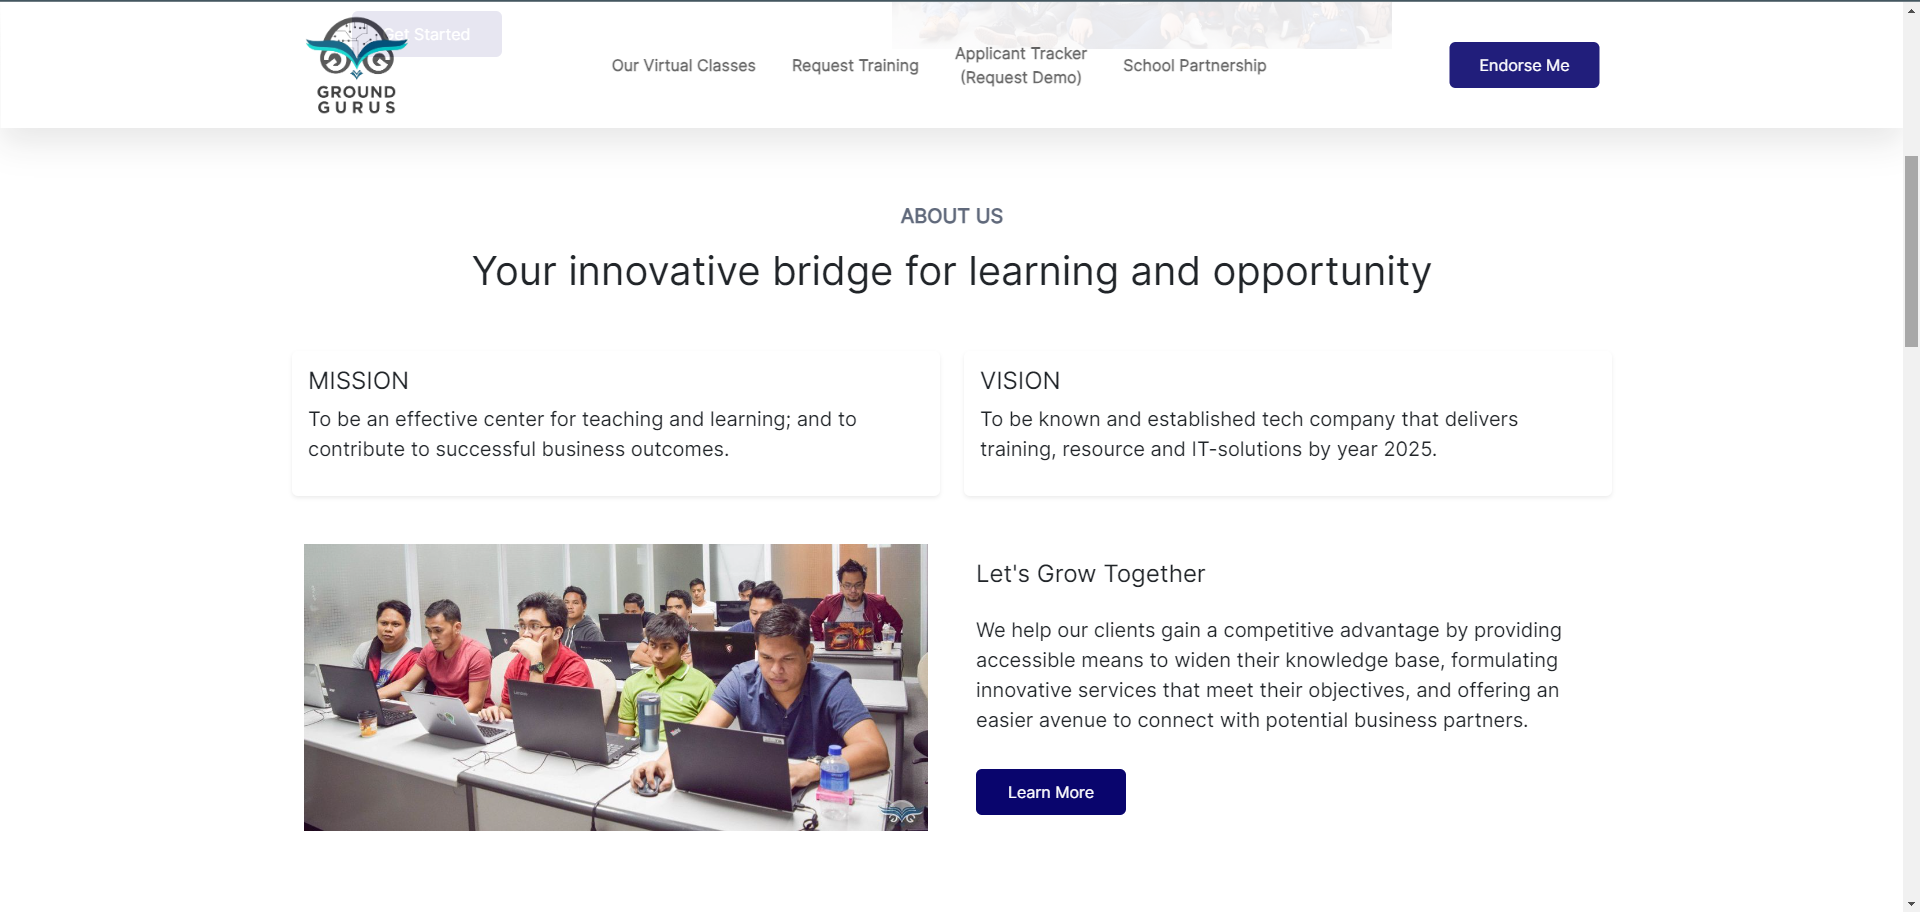 Get Started
GROUND
GURUS
Our Virtual Classes
Request Training
Applicant Tracker
(Request Demo)
School Partnership
Endorse Me
ABOUT US
Your innovative bridge for learning and opportunity
MISSION
To be an effective center for teaching and learning; and to
contribute to successful business outcomes.
VISION
To be known and established tech company that delivers
training, resource and IT-solutions by year 2025.
Let's Grow Together
We help our clients gain a competitive advantage by providing
accessible means to widen their knowledge base, formulating
innovative services that meet their objectives, and offering an
easier avenue to connect with potential business partners.
Learn More